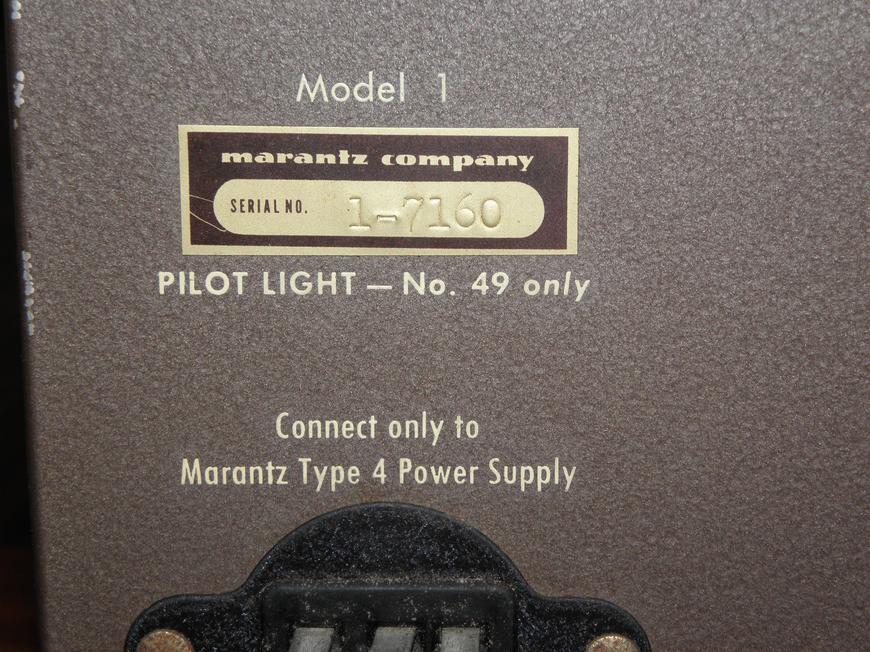 Model 1
marantz company
SERIAL NO. 1-7160
PILOT LIGHT — No. 49 only
Connect only to
Marantz Type 4 Power Supply